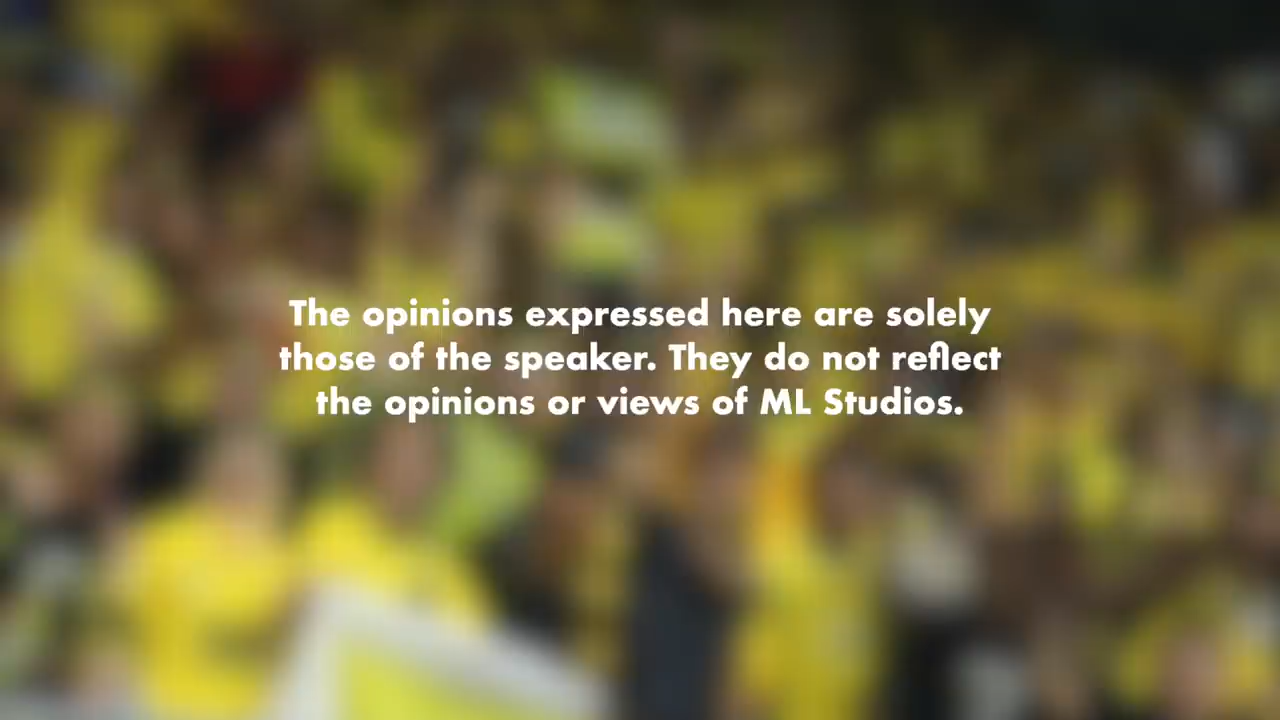 The opinions expressed here are solely
those of the speaker. They do not reflect
the opinions or views of ML Studios.